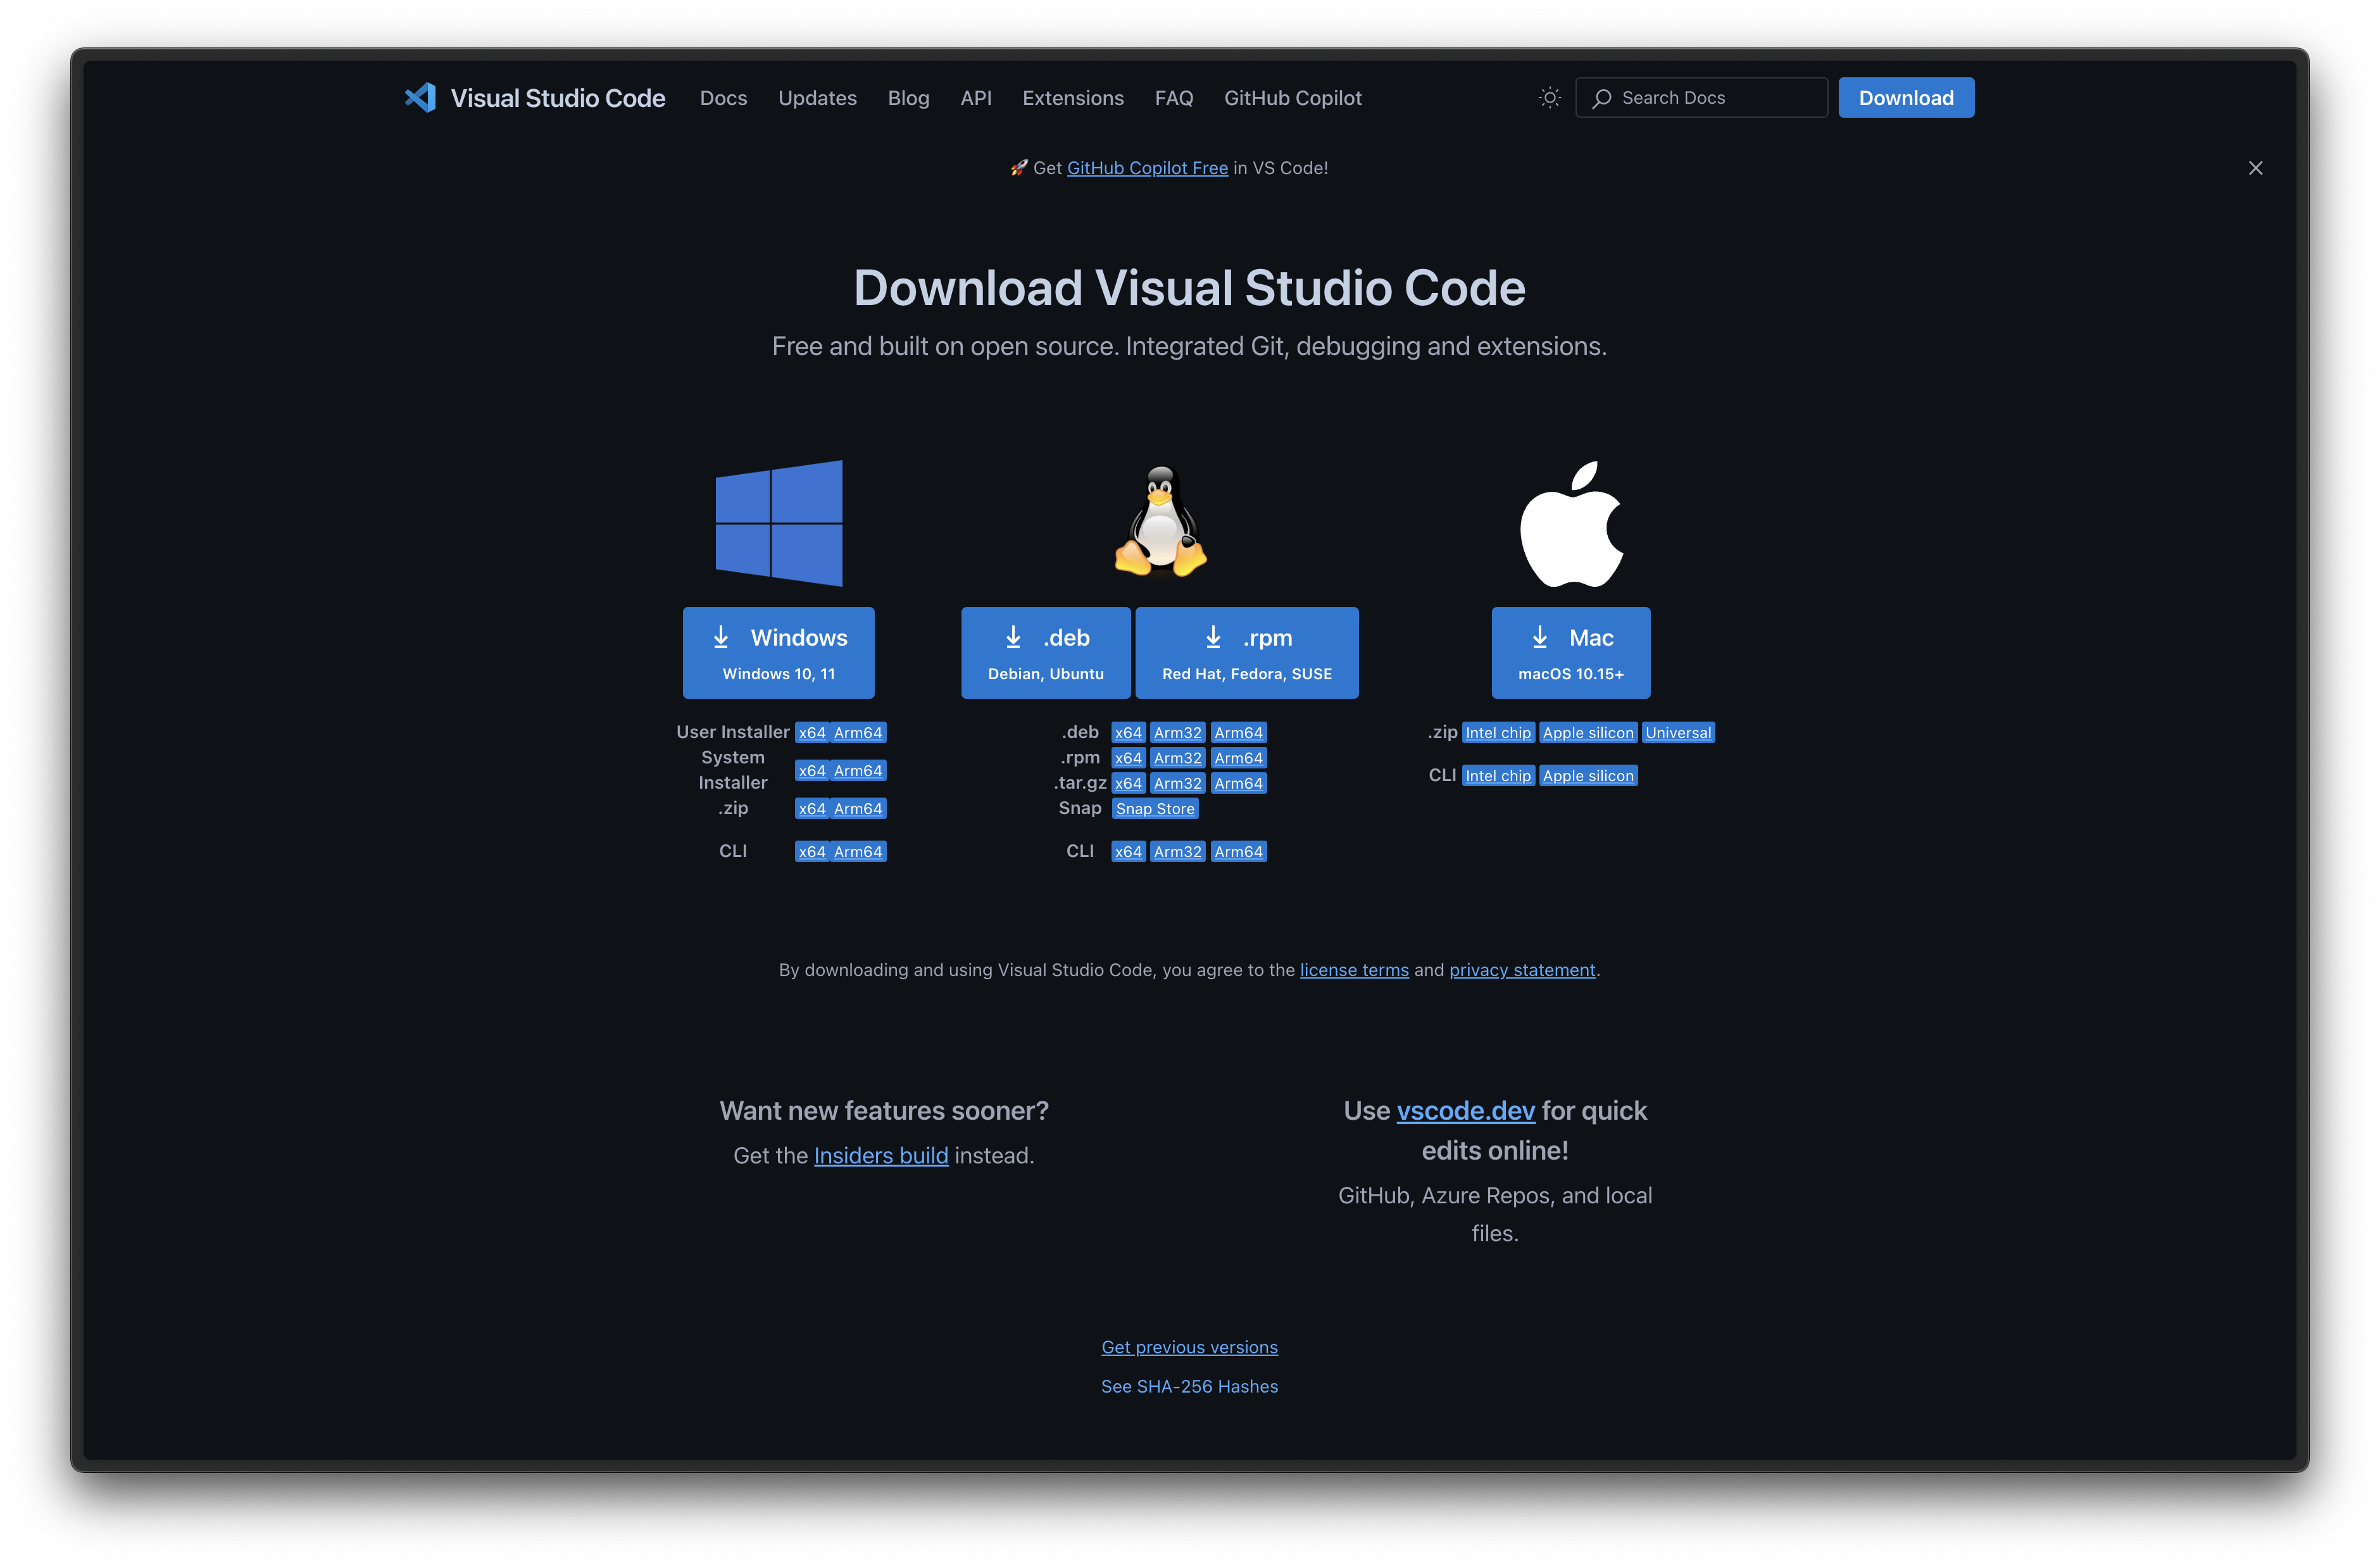 Visual Studio Code Docs Updates Blog API Extensions FAQ GitHub Copilot Search Docs Download
🚀 Get GitHub Copilot Free in VS Code!
Download Visual Studio Code
Free and built on open source. Integrated Git, debugging and extensions.
Windows
Windows 10, 11
User Installer x64 Arm64
System
Installer
x64 Arm64
.zip x64 Arm64
CLI x64 Arm64
.deb
Debian, Ubuntu
.rpm
Red Hat, Fedora, SUSE
.deb x64 Arm32 Arm64
.rpm x64 Arm32 Arm64
.tar.gz x64 Arm32 Arm64
Snap Snap Store
CLI x64 Arm32 Arm64
Mac
macOS 10.15+
.zip Intel chip Apple silicon Universal
CLI Intel chip Apple silicon
By downloading and using Visual Studio Code, you agree to the license terms and privacy statement.
Want new features sooner?
Get the Insiders build instead.
Use vscode.dev for quick
edits online!
GitHub, Azure Repos, and local
files.
Get previous versions
See SHA-256 Hashes